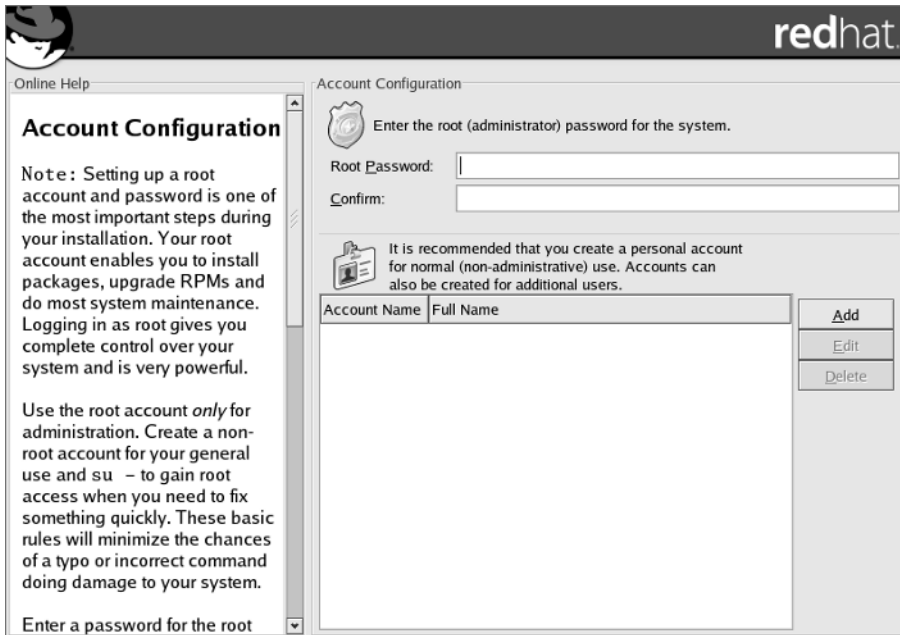 redhat.
Online Help
Account Configuration
Note: Setting up a root
account and password is one of
the most important steps during
your installation. Your root
account enables you to install
packages, upgrade RPMs and
do most system maintenance.
Logging in as root gives you
complete control over your
system and is very powerful.
Use the root account only for
administration. Create a non-
root account for your general
use and su - to gain root
access when you need to fix
something quickly. These basic
rules will minimize the chances
of a typo or incorrect command
doing damage to your system.
Enter a password for the root
Account Configuration
Enter the root (administrator) password for the system.
Root Password:
Confirm:
It is recommended that you create a personal account
for normal (non-administrative) use. Accounts can
also be created for additional users.
Account Name Full Name
Add
Edit
Delete